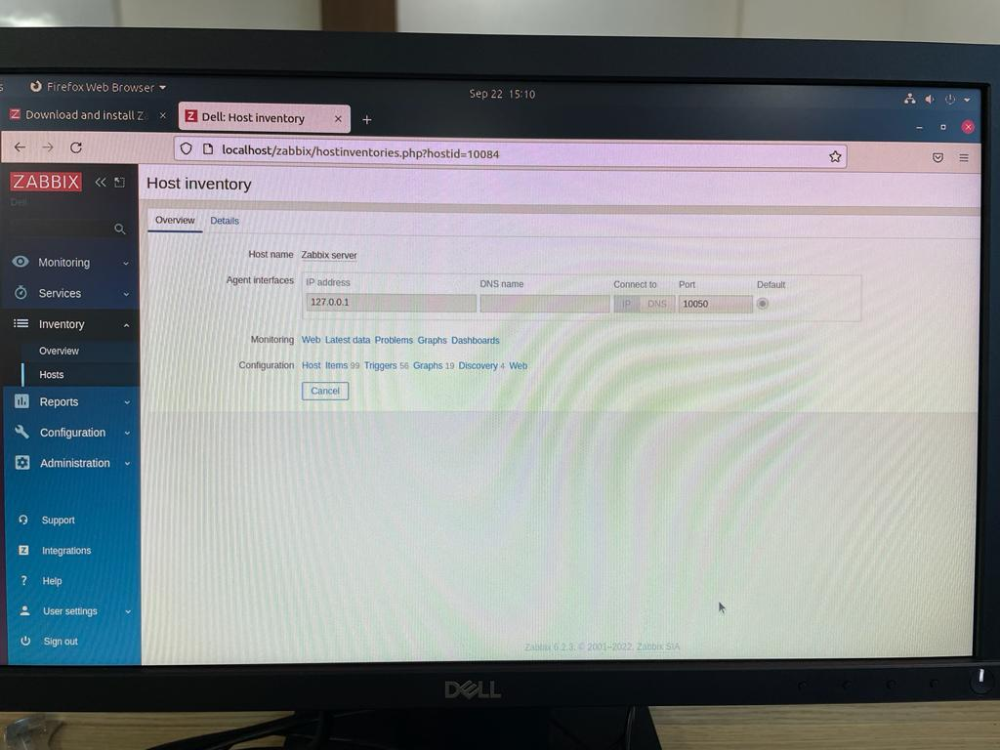 Firefox Web Browser
Sep 22 15:10
Download and install Z
Dell: Host inventory
localhost/zabbix/hostinventories.php?hostid=10084
ZABBIX
Dell
Host inventory
Overview Details
Host name Zabbix server
Agent interfaces IP address DNS name Connect to Port Default
127.0.0.1 IP DNS 10050
Monitoring Web Latest data Problems Graphs Dashboards
Configuration Host Items 99 Triggers 56 Graphs 19 Discovery 4 Web
Cancel
Monitoring
Services
Inventory
Overview
Hosts
Reports
Configuration
Administration
Support
Z Integrations
? Help
User settings
Sign out
Zabbix 6.2.3. © 2001–2022, Zabbix SIA
DELL